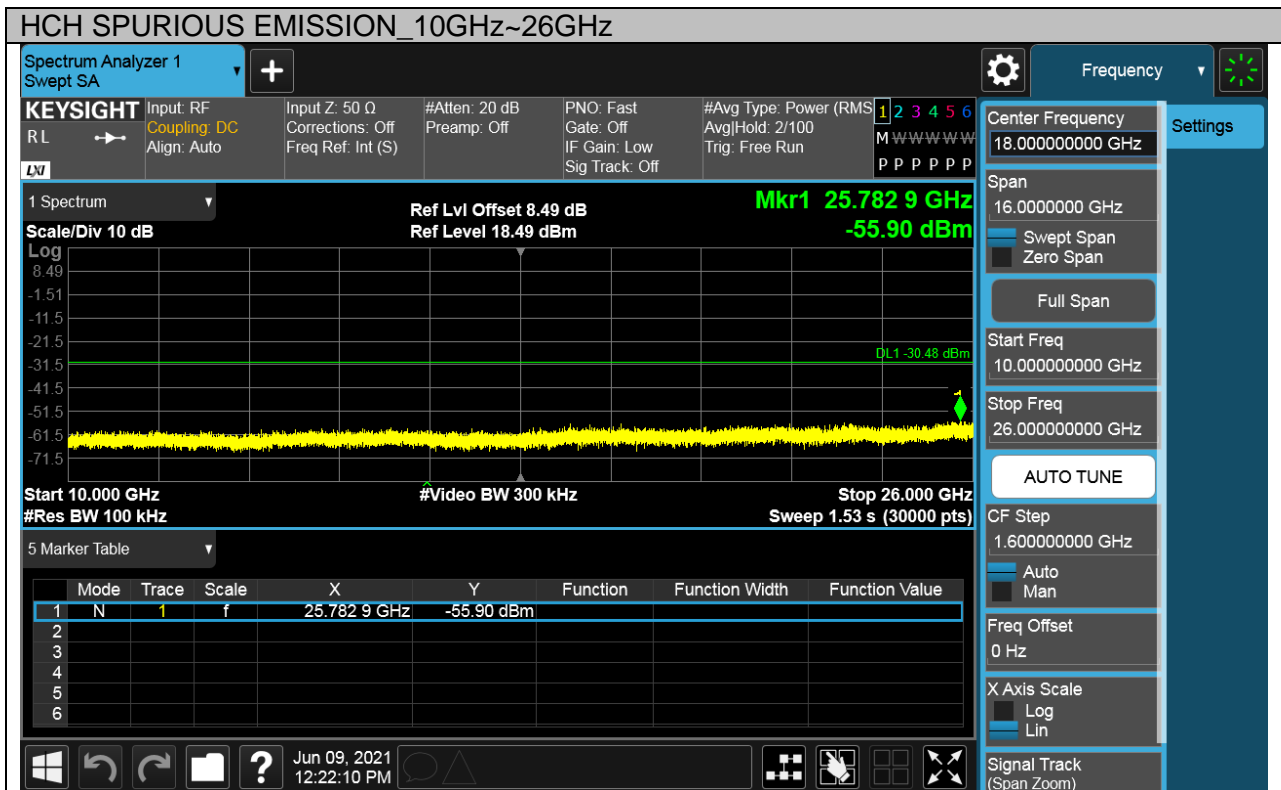 HCH SPURIOUS EMISSION_10GHz~26GHz
Spectrum Analyzer 1
Swept SA
+
Frequency
KEYSIGHT
RL
LXI
Input: RF
Coupling: DC
Align: Auto
Input Z: 50 Ω
Corrections: Off
Freq Ref: Int (S)
#Atten: 20 dB
Preamp: Off
PNO: Fast
Gate: Off
IF Gain: Low
Sig Track: Off
#Avg Type: Power (RMS
Avg|Hold: 2/100
Trig: Free Run
1 2 3 4 5 6
M W W W W W
P P P P P P
1 Spectrum
Scale/Div 10 dB
Ref Lvl Offset 8.49 dB
Ref Level 18.49 dBm
Mkr1 25.782 9 GHz
-55.90 dBm
Log
8.49
-1.51
-11.5
-21.5
-31.5
-41.5
-51.5
-61.5
-71.5
DL1 -30.48 dBm
1
Start 10.000 GHz
#Video BW 300 kHz
Stop 26.000 GHz
#Res BW 100 kHz
Sweep 1.53 s (30000 pts)
5 Marker Table
Mode Trace Scale X Y Function Function Width Function Value
1 N 1 f 25.782 9 GHz -55.90 dBm
2
3
4
5
6
?
Jun 09, 2021
12:22:10 PM
Center Frequency
18.000000000 GHz
Settings
Span
16.0000000 GHz
Swept Span
Zero Span
Full Span
Start Freq
10.000000000 GHz
Stop Freq
26.000000000 GHz
AUTO TUNE
CF Step
1.600000000 GHz
Auto
Man
Freq Offset
0 Hz
X Axis Scale
Log
Lin
Signal Track
(Span Zoom)